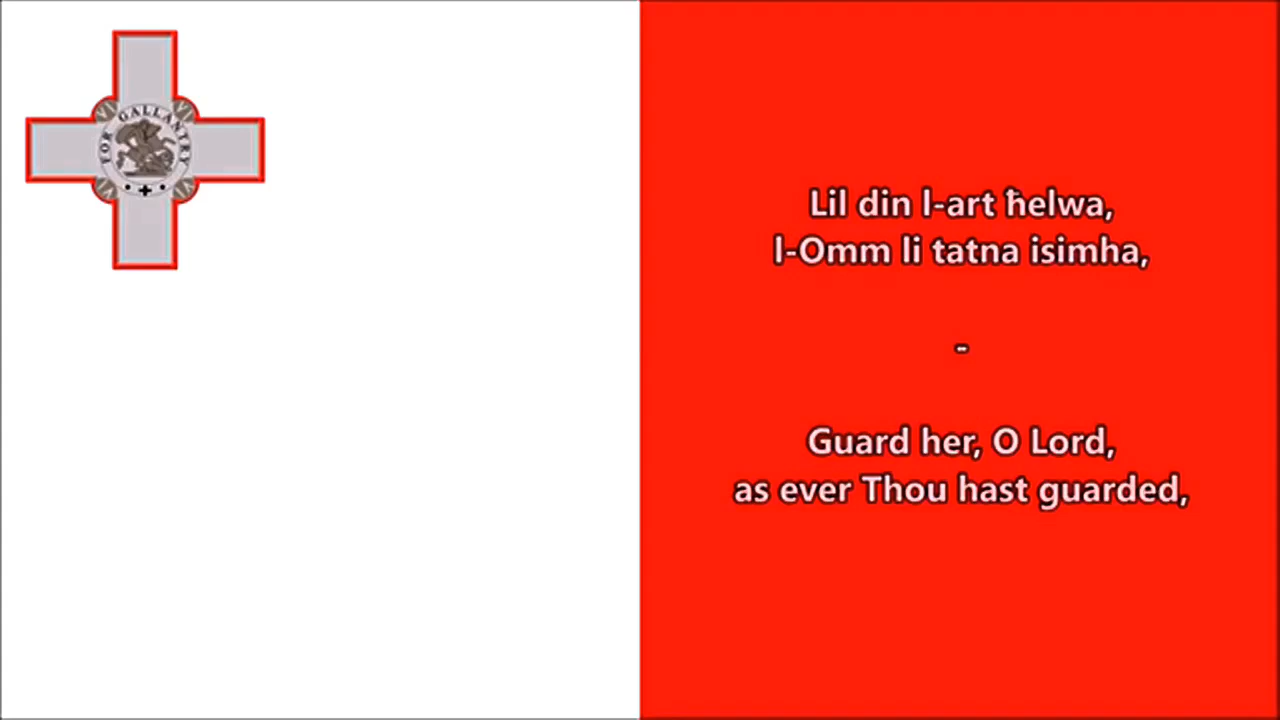 FOR GALLANTRY
Lil din l-art ħelwa,
l-Omm li tatna isimha,
-
Guard her, O Lord,
as ever Thou hast guarded,